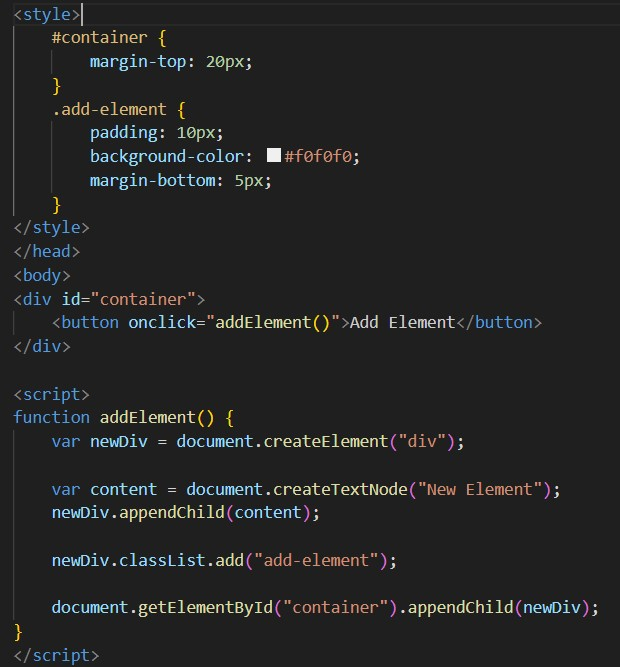 <style>
    #container {
        margin-top: 20px;
    }
    .add-element {
        padding: 10px;
        background-color: #f0f0f0;
        margin-bottom: 5px;
    }
</style>
</head>
<body>
<div id="container">
    <button onclick="addElement()">Add Element</button>
</div>

<script>
function addElement() {
    var newDiv = document.createElement("div");

    var content = document.createTextNode("New Element");
    newDiv.appendChild(content);

    newDiv.classList.add("add-element");

    document.getElementById("container").appendChild(newDiv);
}
</script>